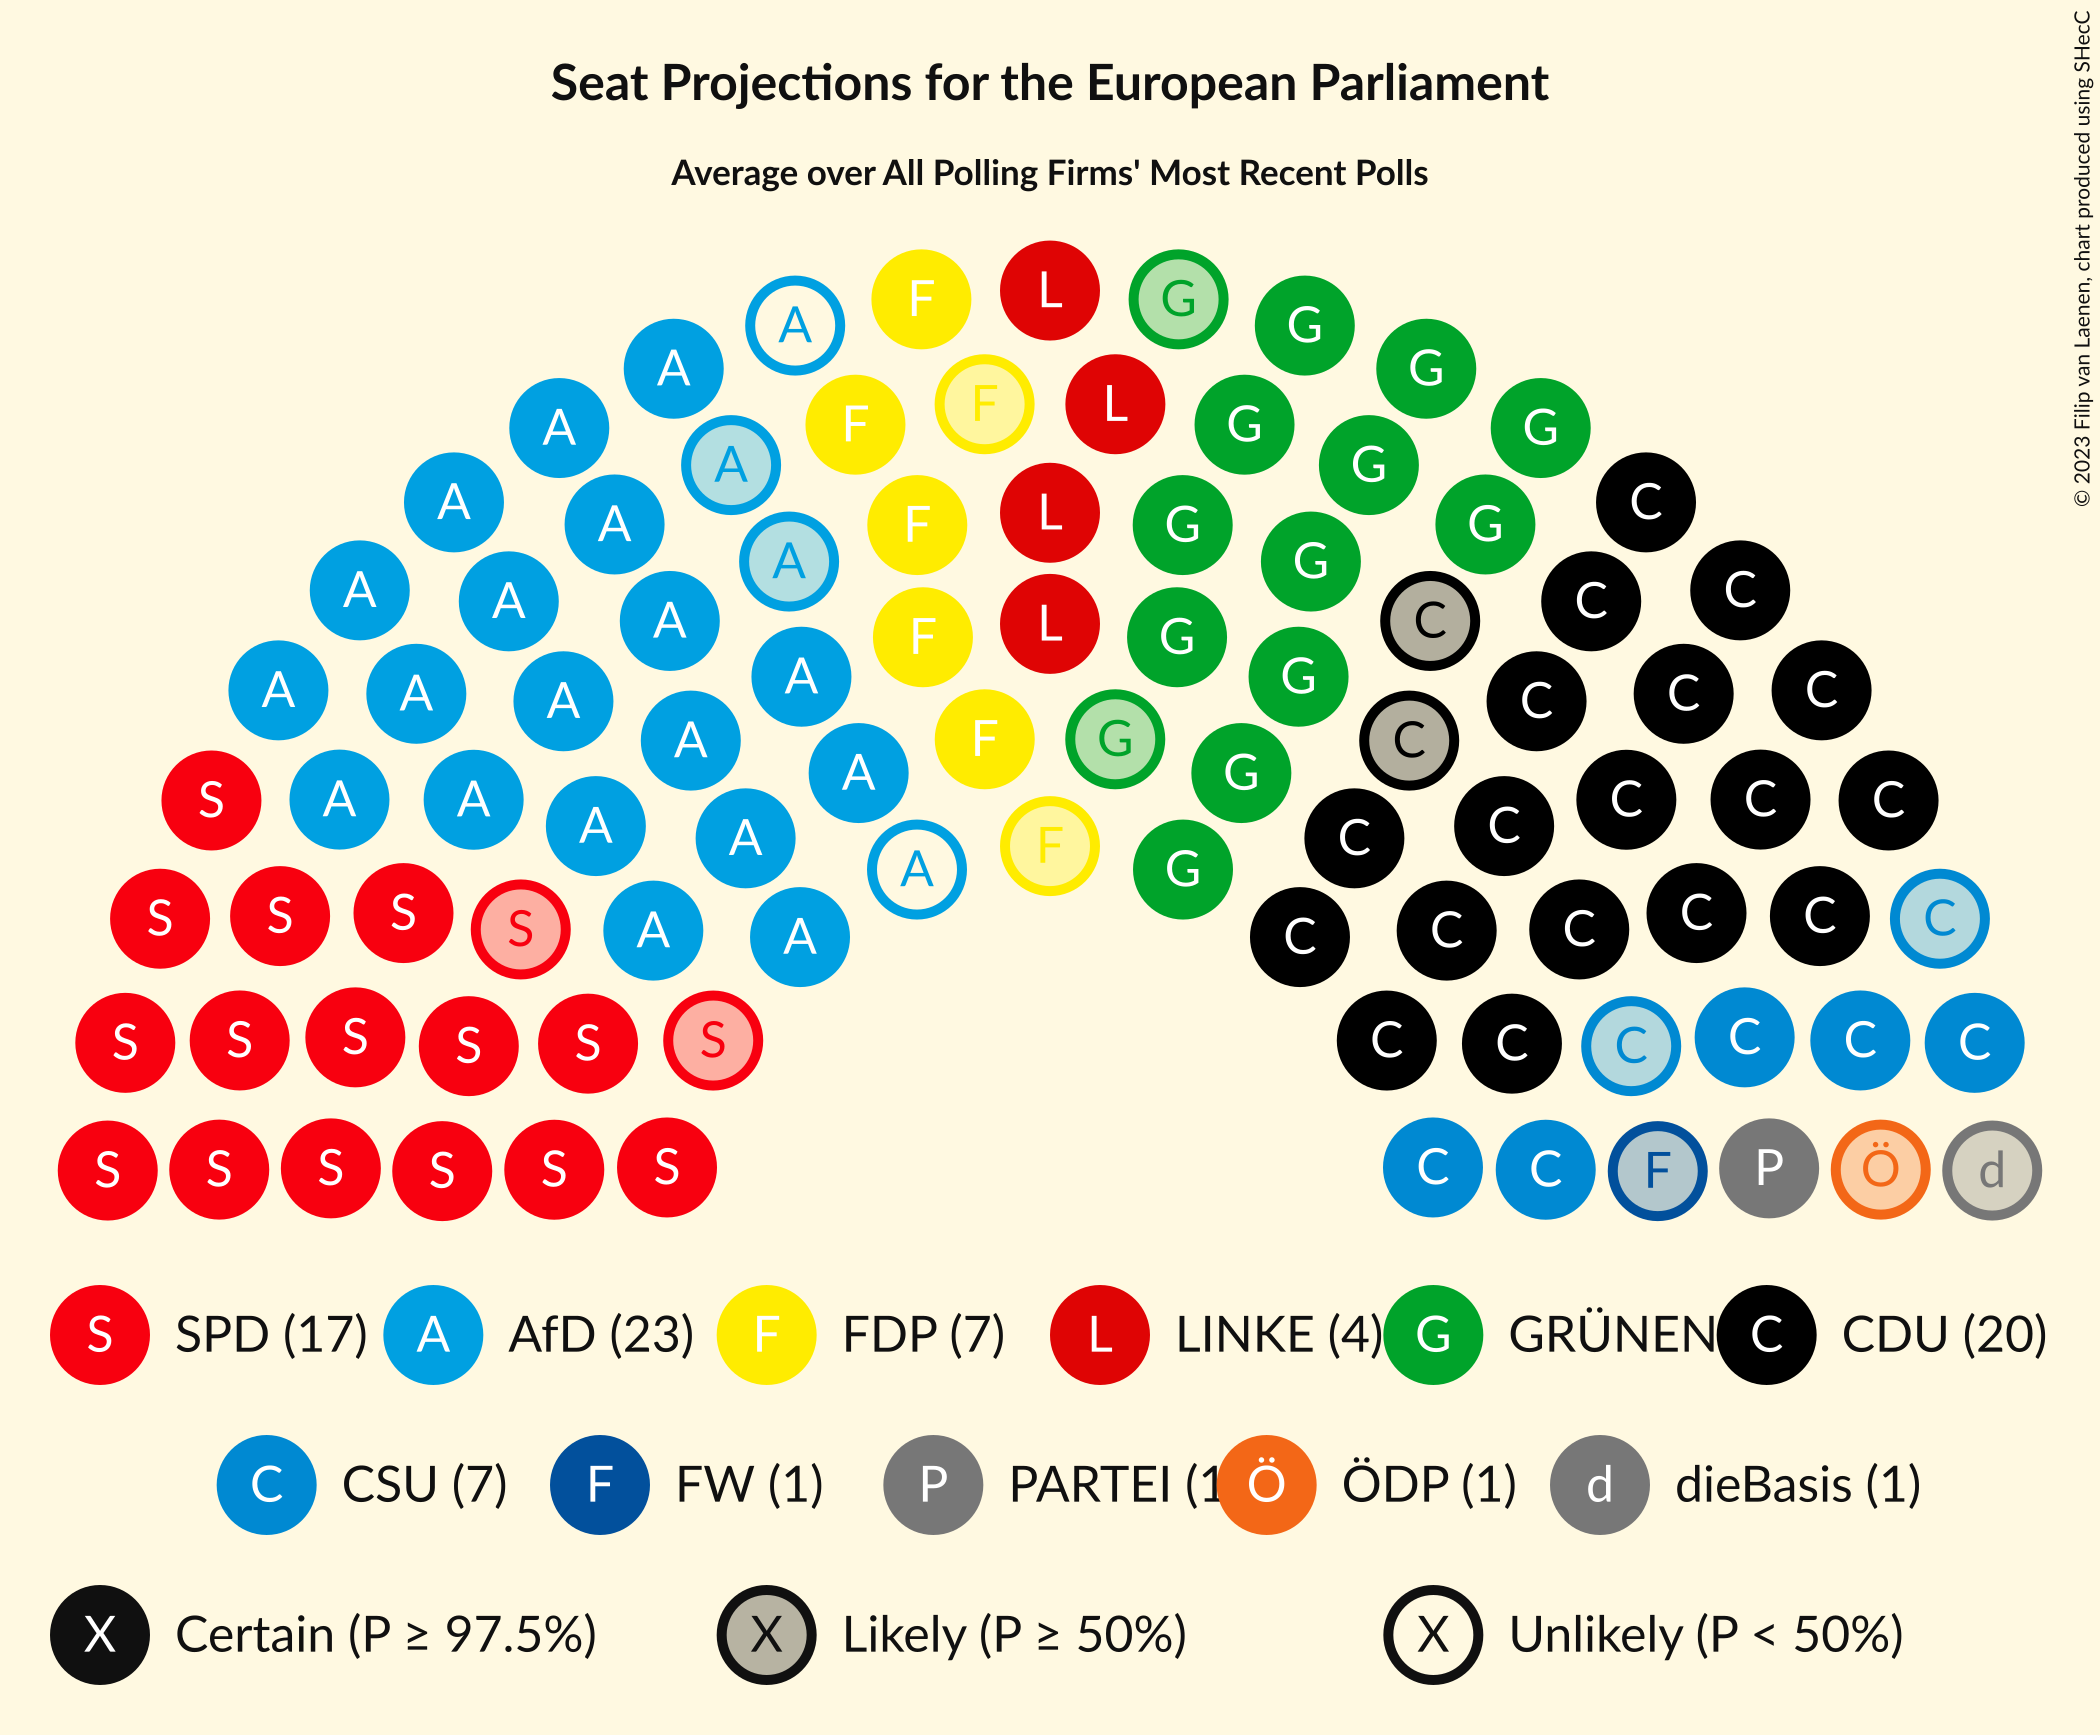 Seat Projections for the European Parliament
Average over All Polling Firms' Most Recent Polls
© 2023 Filip van Laenen, chart produced using SHecC
L
F G
A G
A G
F L
F G
A G
A G
A G
A C
F L G
A G
A G
A C
A C
A C
F L G
A G
A C
A C
A C
A C
A C
F G
A G
A C
A C
A C
A C
S C
F
A G
A C
A C
S C
S C
S C
S C
S C
S C
S C
S C
S C
S C
S S S S S S C C F P Ö d
S SPD (17) A AfD (23) F FDP (7) L LINKE (4) G GRÜNEN C CDU (20)
C CSU (7) F FW (1) P PARTEI (1 Ö ÖDP (1) d dieBasis (1)
X Certain (P ≥ 97.5%) X Likely (P ≥ 50%) X Unlikely (P < 50%)